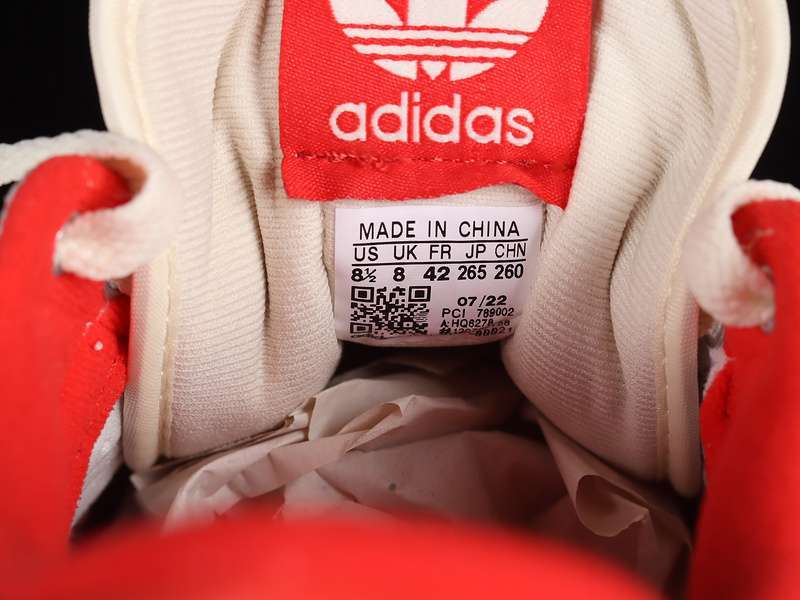 adidas
MADE IN CHINA
US UK FR JP CHN
8½ 8 42 265 260
07/22
PCI 789002